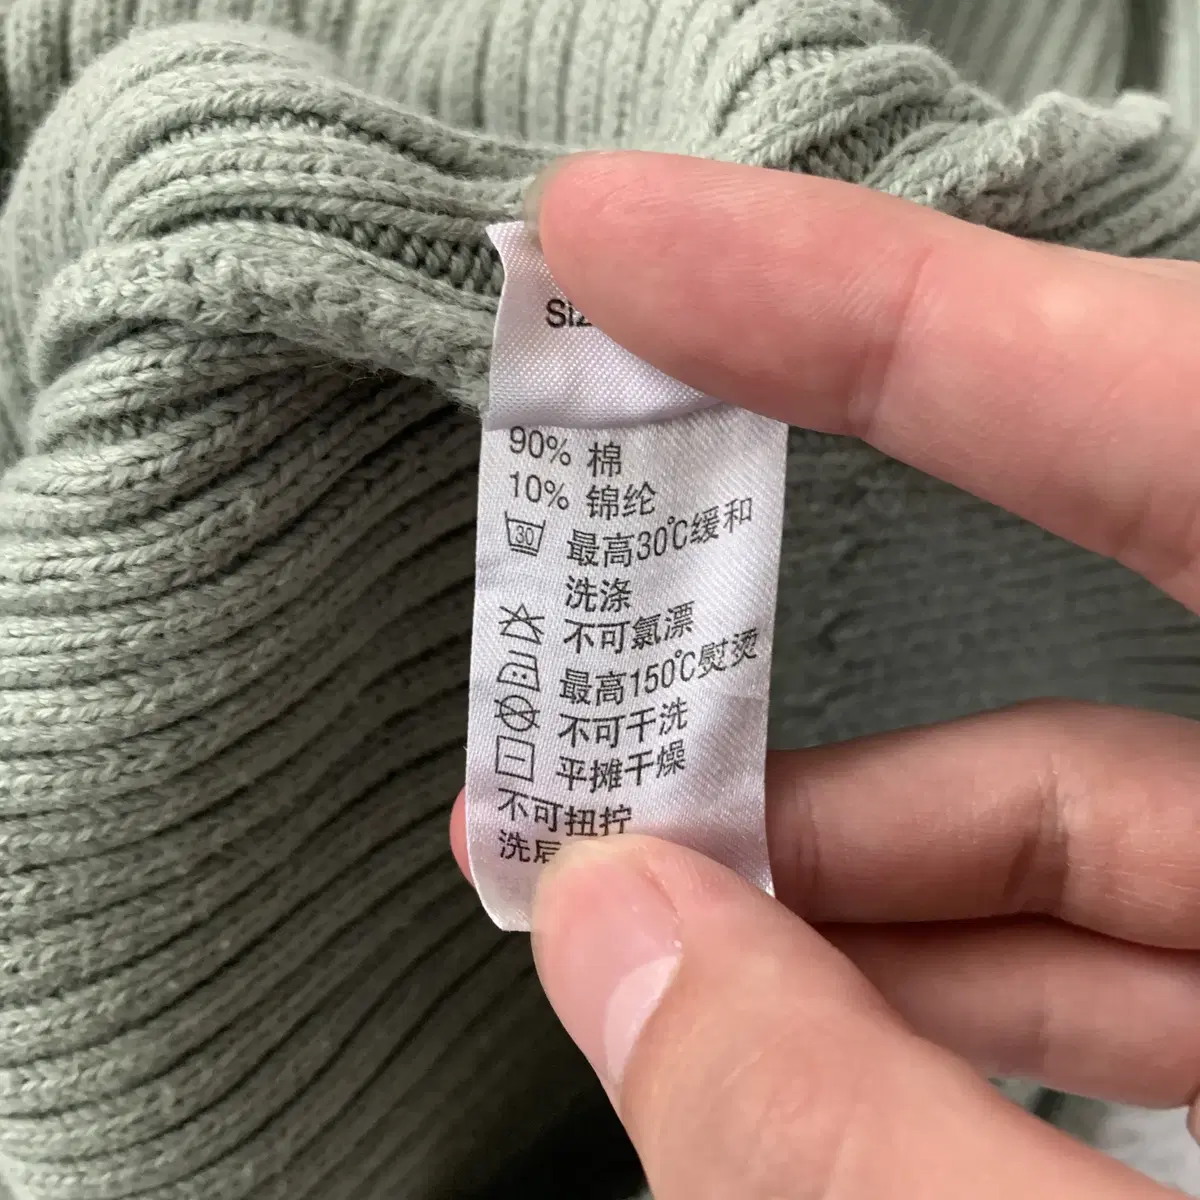 90% 棉
10% 锦纶
30 最高30℃缓和
洗涤
不可氯漂
最高150℃熨烫
不可干洗
平摊干燥
不可扭拧
洗后